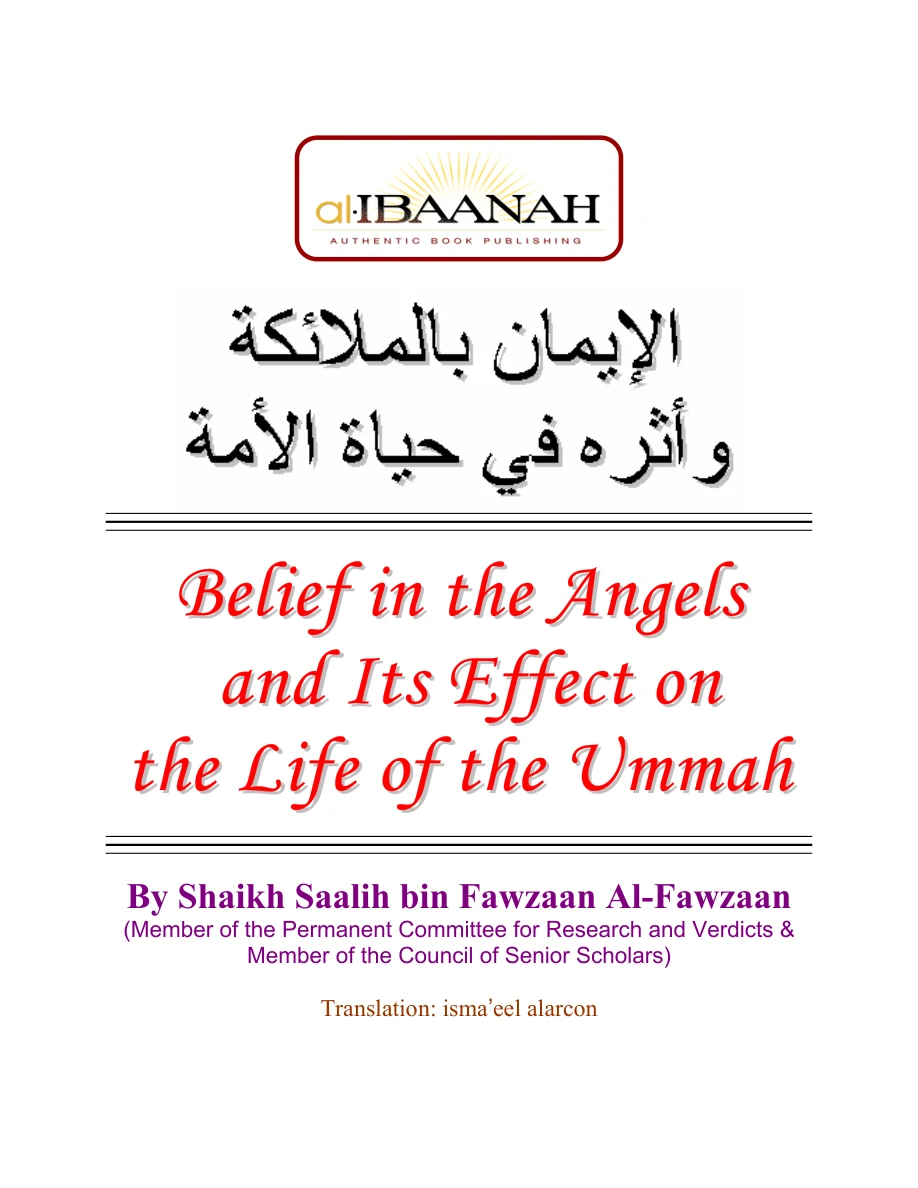 al·IBAANAH
AUTHENTIC BOOK PUBLISHING
الإيمان بالملائكة
وأثره في حياة الأمة
Belief in the Angels
and Its Effect on
the Life of the Ummah
By Shaikh Saalih bin Fawzaan Al-Fawzaan
(Member of the Permanent Committee for Research and Verdicts &
Member of the Council of Senior Scholars)
Translation: isma’eel alarcon